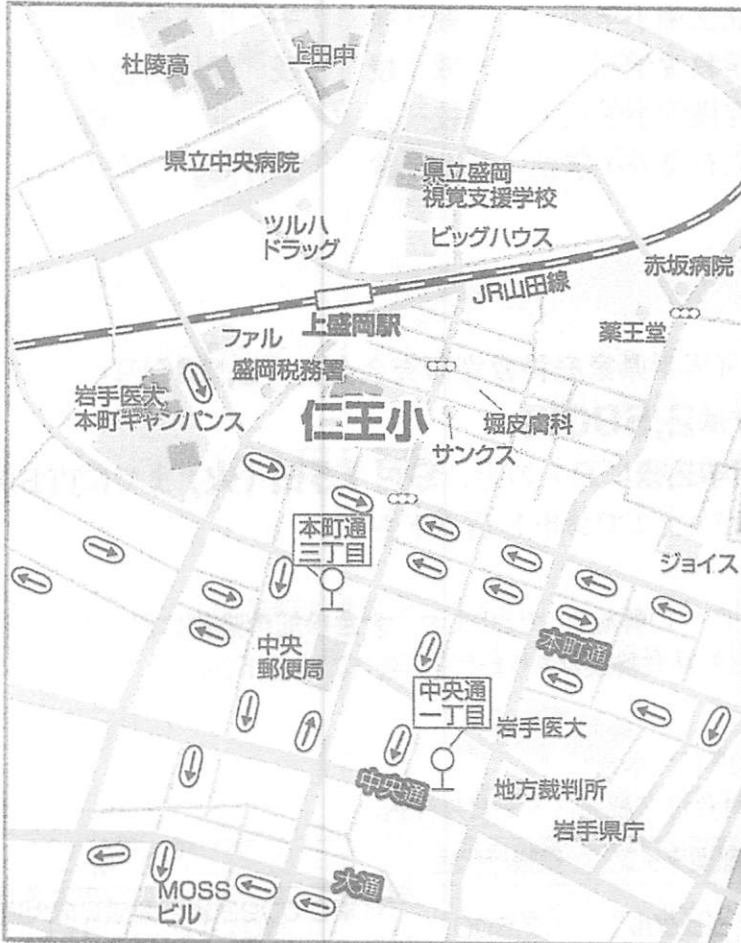 杜陵高
上田中
県立中央病院
県立盛岡
視覚支援学校
ツルハ
ドラッグ
ビッグハウス
赤坂病院
JR山田線
上盛岡駅
薬王堂
ファル
盛岡税務署
岩手医大
本町キャンパンス
仁王小
堀皮膚科
サンクス
本町通
三丁目
ジョイス
本町通
中央
郵便局
中央通
一丁目
岩手医大
中央通
地方裁判所
岩手県庁
大通
MOSS
ビル